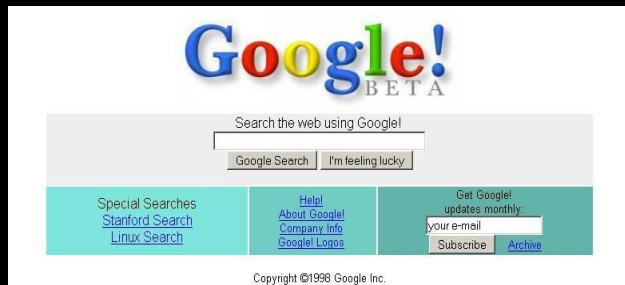 Google!
BETA
Search the web using Google!
Google Search I'm feeling lucky
Special Searches
Stanford Search
Linux Search
Help!
About Google!
Company Info
Google! Logos
Get Google!
updates monthly:
your e-mail
Subscribe Archive
Copyright ©1998 Google Inc.